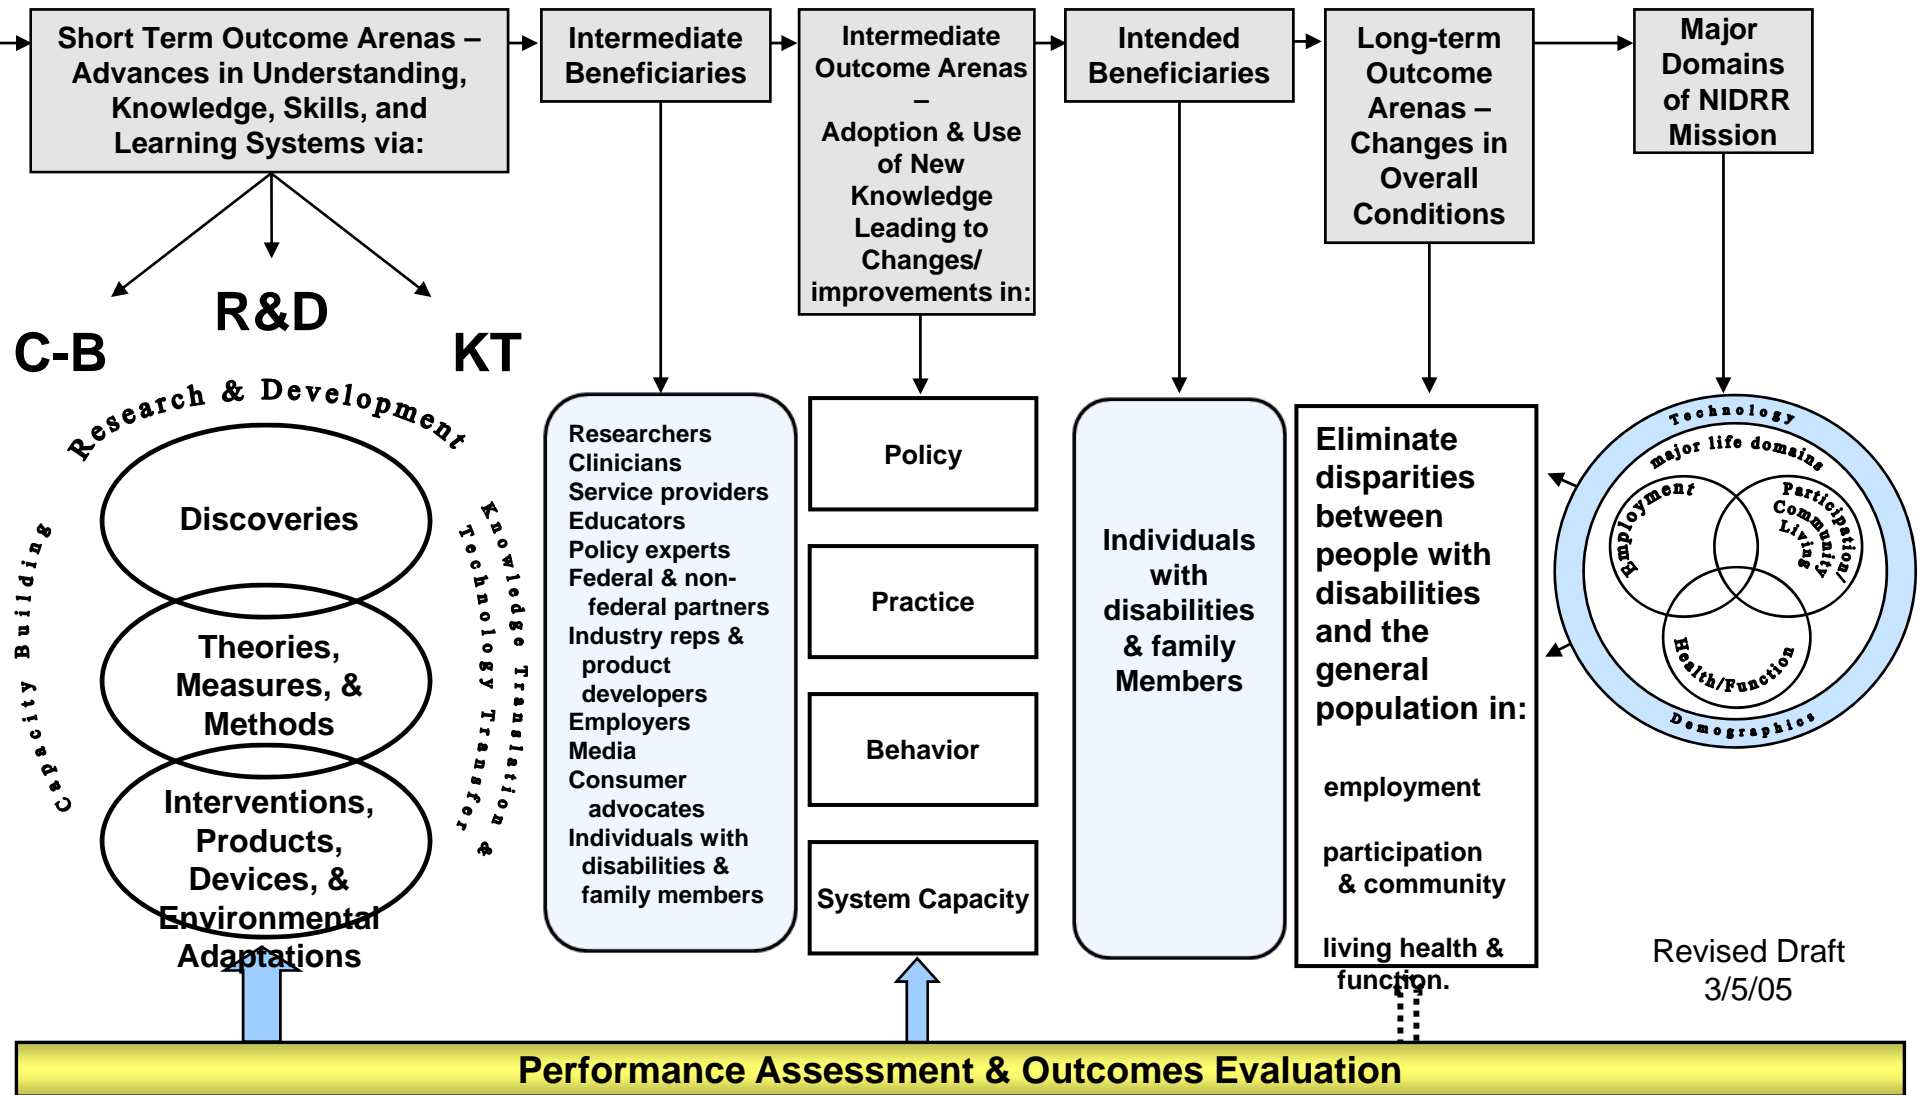 Short Term Outcome Arenas –
Advances in Understanding,
Knowledge, Skills, and
Learning Systems via:
Intermediate
Beneficiaries
Intermediate
Outcome Arenas
–
Adoption & Use
of New
Knowledge
Leading to
Changes/
improvements in:
Intended
Beneficiaries
Long-term
Outcome
Arenas –
Changes in
Overall
Conditions
Major
Domains
of NIDRR
Mission
C-B
R&D
KT
Research & Development
Capacity Building
Knowledge Translation &
Technology Transfer
Discoveries
Theories,
Measures, &
Methods
Interventions,
Products,
Devices, &
Environmental
Adaptations
Researchers
Clinicians
Service providers
Educators
Policy experts
Federal & non-
federal partners
Industry reps &
product
developers
Employers
Media
Consumer
advocates
Individuals with
disabilities &
family members
Policy
Practice
Behavior
System Capacity
Individuals
with
disabilities
& family
Members
Eliminate
disparities
between
people with
disabilities
and the
general
population in:
employment
participation
& community
living health &
function.
Technology
major life domains
Employment
Participation/
Community
Living
Health/Function
Demographics
Revised Draft
3/5/05
Performance Assessment & Outcomes Evaluation